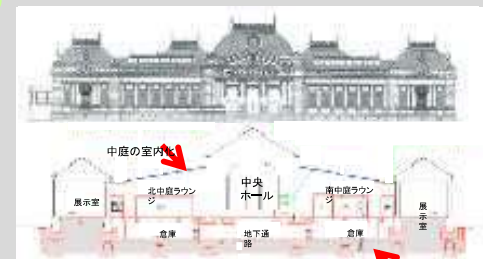 中庭の室内化
北中庭ラウン
ジ
中央
ホール
南中庭ラウン
ジ
展示室
展
示
室
倉庫
地下通
路
倉庫